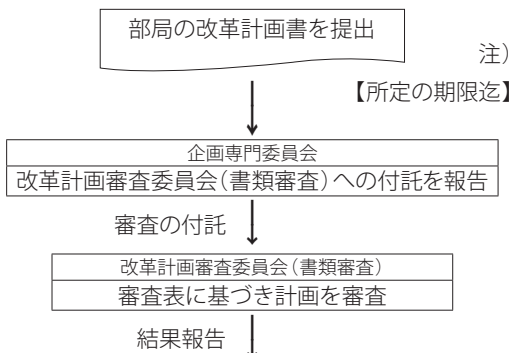 部局の改革計画書を提出
注）
【所定の期限迄】
企画専門委員会
改革計画審査委員会（書類審査）への付託を報告
審査の付託
改革計画審査委員会（書類審査）
審査表に基づき計画を審査
結果報告